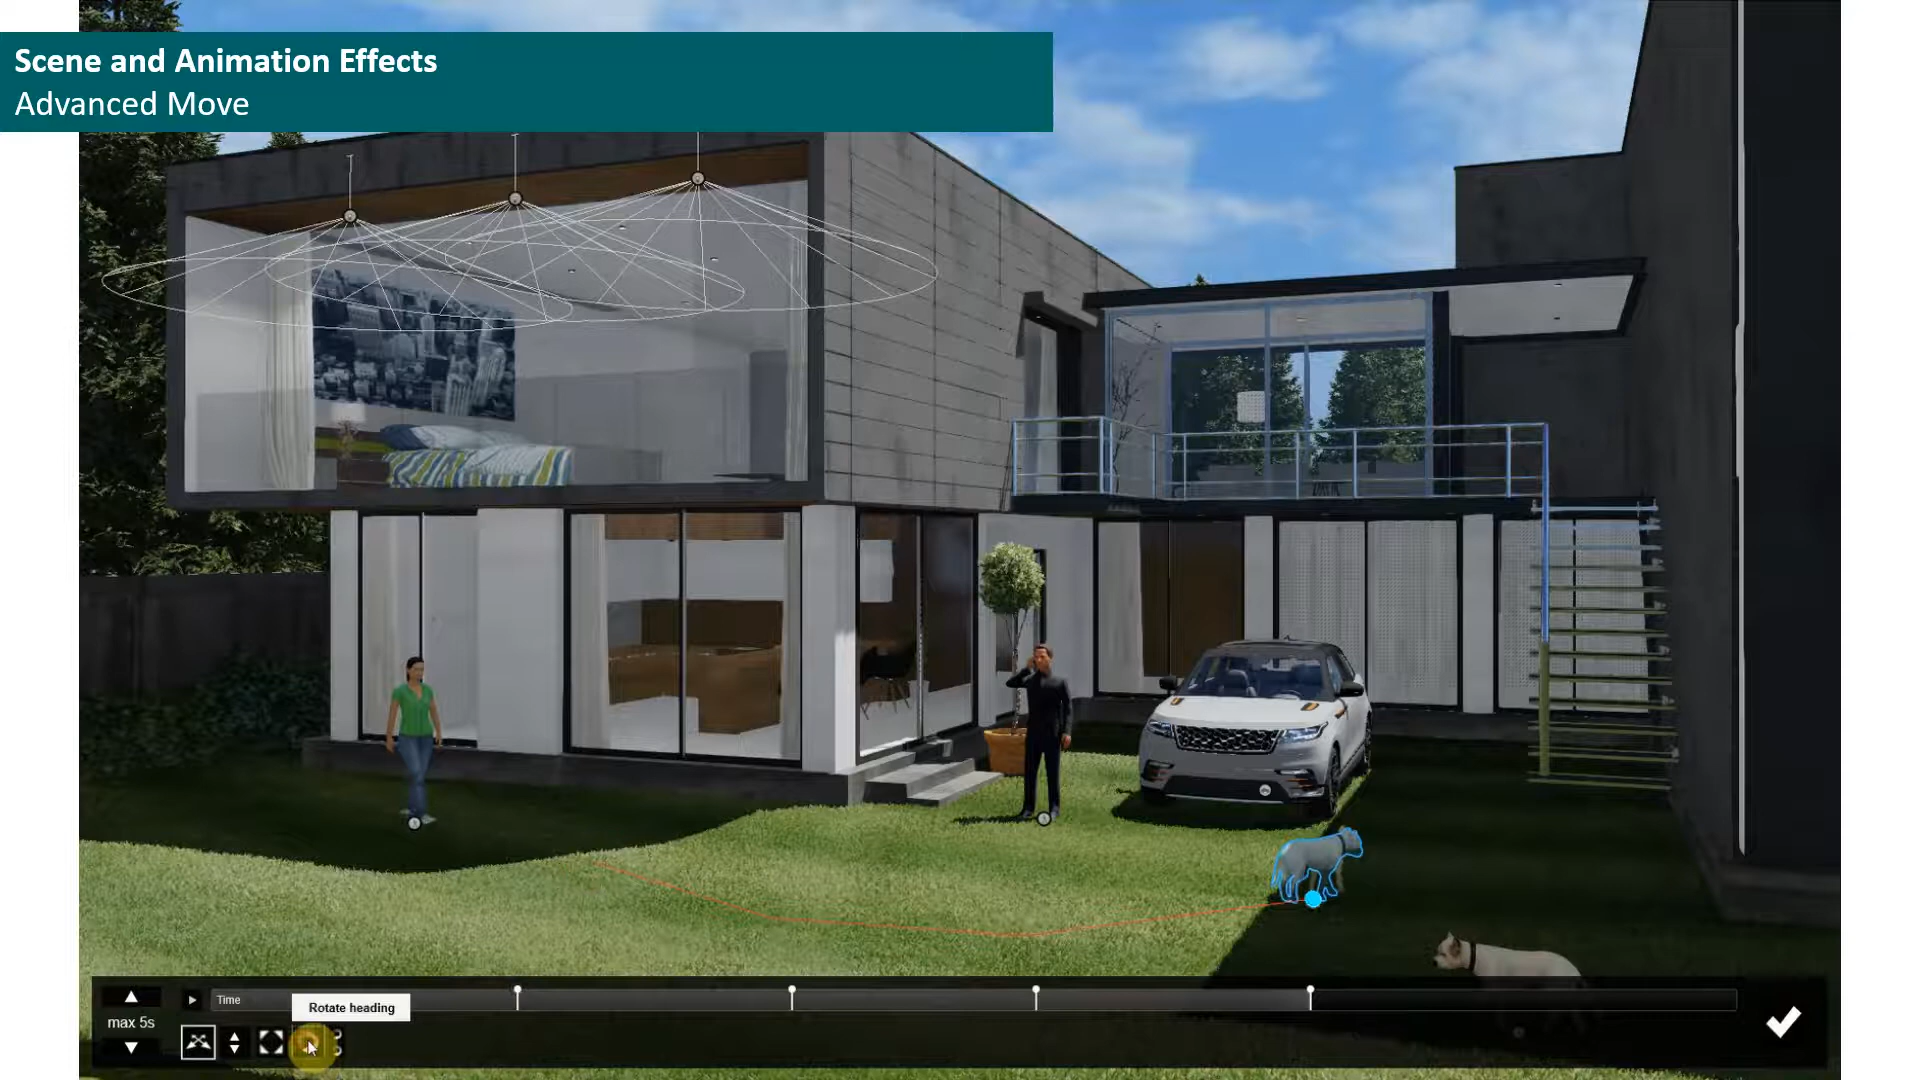 Scene and Animation Effects
Advanced Move
Time
Rotate heading
max 5s